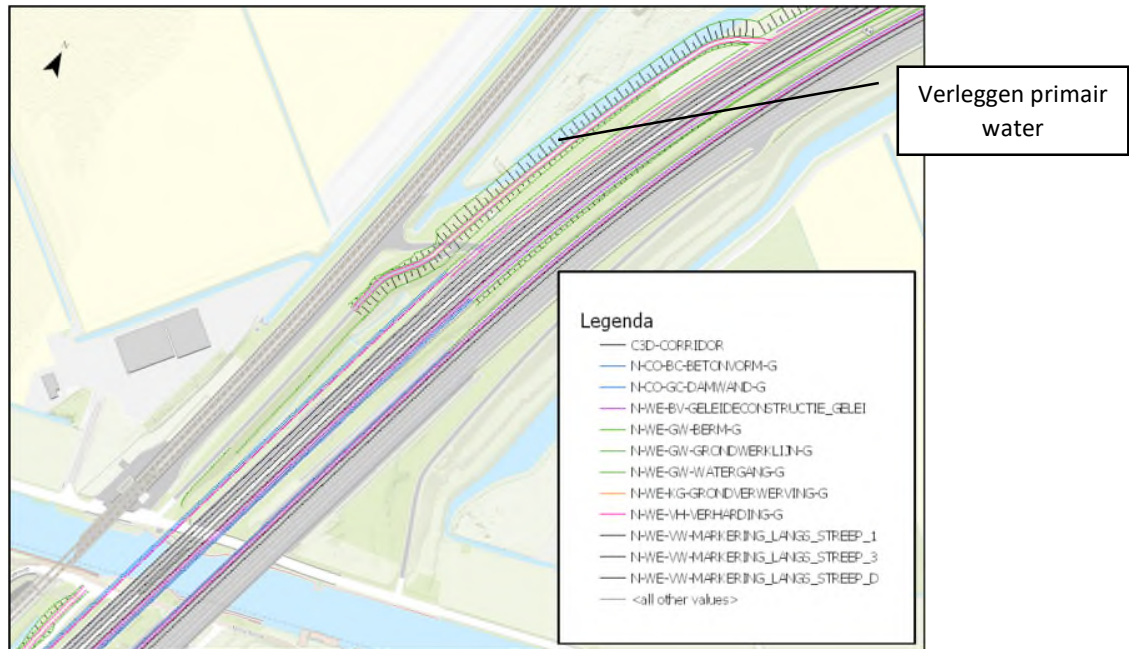 N
Verleggen primair
water
Legenda
C3D-CORRIDOR
N-CO-BC-BETONVORM-G
N-CO-GC-DAMWAND-G
N-WE-BV-GELEIDECONSTRUCTIE_GELEI
N-WE-GW-BERM-G
N-WE-GW-GRONDWERKLIJN-G
N-WE-GW-WATERGANG-G
N-WE-KG-GRONDVERWERVING-G
N-WE-VH-VERHARDING-G
N-WE-VW-MARKERING_LANGS_STREEP_1
N-WE-VW-MARKERING_LANGS_STREEP_3
N-WE-VW-MARKERING_LANGS_STREEP_D
<all other values>